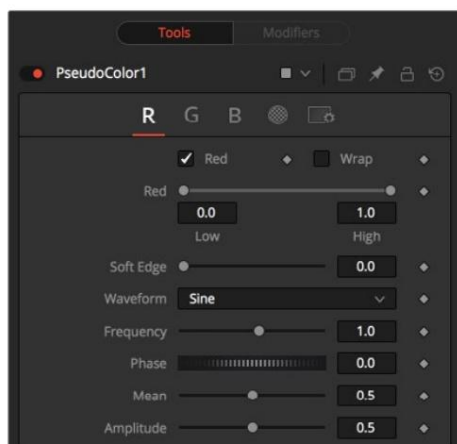 Tools Modifiers
PseudoColor1
R G B
Red Wrap
Red
0.0 1.0
Low High
Soft Edge 0.0
Waveform Sine
Frequency 1.0
Phase 0.0
Mean 0.5
Amplitude 0.5